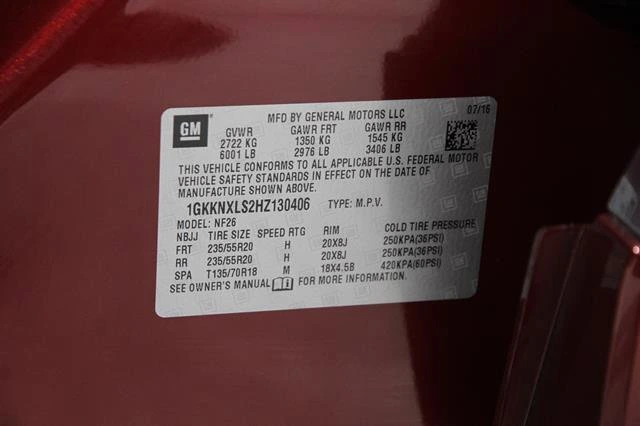 GM
MFD BY GENERAL MOTORS LLC 07/16
GVWR GAWR FRT GAWR RR
2722 KG 1350 KG 1545 KG
6001 LB 2976 LB 3406 LB
THIS VEHICLE CONFORMS TO ALL APPLICABLE U.S. FEDERAL MOTOR
VEHICLE SAFETY STANDARDS IN EFFECT ON THE DATE OF
MANUFACTURE SHOWN ABOVE.
1GKKNXLS2HZ130406 TYPE: M.P.V.
MODEL: NF26
NBJJ TIRE SIZE SPEED RTG RIM COLD TIRE PRESSURE
FRT 235/55R20 H 20X8J 250KPA(36PSI)
RR 235/55R20 H 20X8J 250KPA(36PSI)
SPA T135/70R18 M 18X4.5B 420KPA(60PSI)
SEE OWNER'S MANUAL FOR MORE INFORMATION.